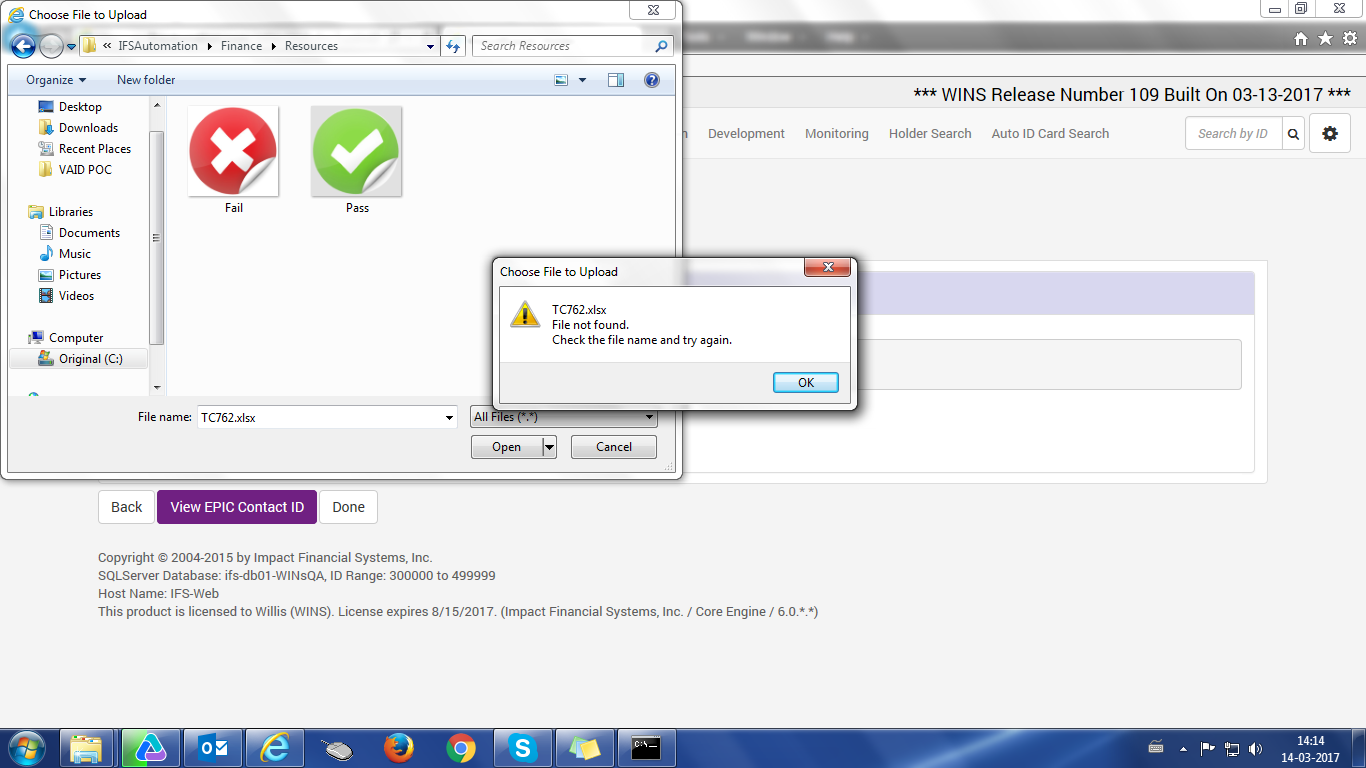 Choose File to Upload
« IFSAutomation Finance Resources
Search Resources
Organize
New folder
Desktop
Downloads
Recent Places
VAID POC
Libraries
Documents
Music
Pictures
Videos
Computer
Original (C:)
Fail
Pass
File name:
TC762.xlsx
All Files (*.*)
Open
Cancel
Choose File to Upload
TC762.xlsx
File not found.
Check the file name and try again.
OK
*** WINS Release Number 109 Built On 03-13-2017 ***
Development
Monitoring
Holder Search
Auto ID Card Search
Search by ID
Back
View EPIC Contact ID
Done
Copyright © 2004-2015 by Impact Financial Systems, Inc.
SQLServer Database: ifs-db01-WINsQA, ID Range: 300000 to 499999
Host Name: IFS-Web
This product is licensed to Willis (WINS). License expires 8/15/2017. (Impact Financial Systems, Inc. / Core Engine / 6.0.*.*)
14:14
14-03-2017